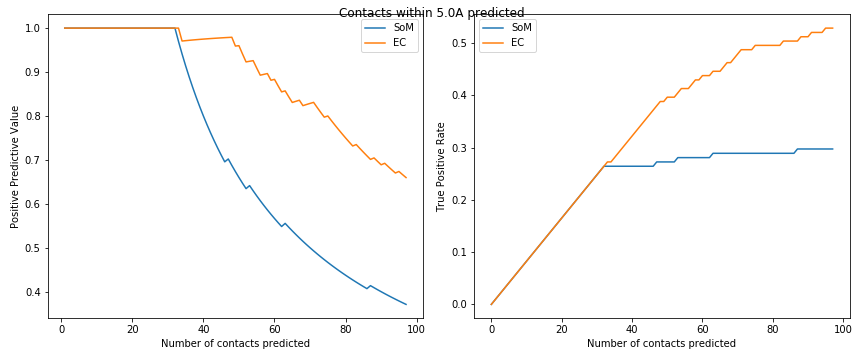 Contacts within 5.0A predicted
1.0
0.9
0.8
0.7
0.6
0.5
0.4
Positive Predictive Value
SoM
EC
0
20
40
60
80
100
Number of contacts predicted
0.5
0.4
0.3
0.2
0.1
0.0
True Positive Rate
SoM
EC
0
20
40
60
80
100
Number of contacts predicted